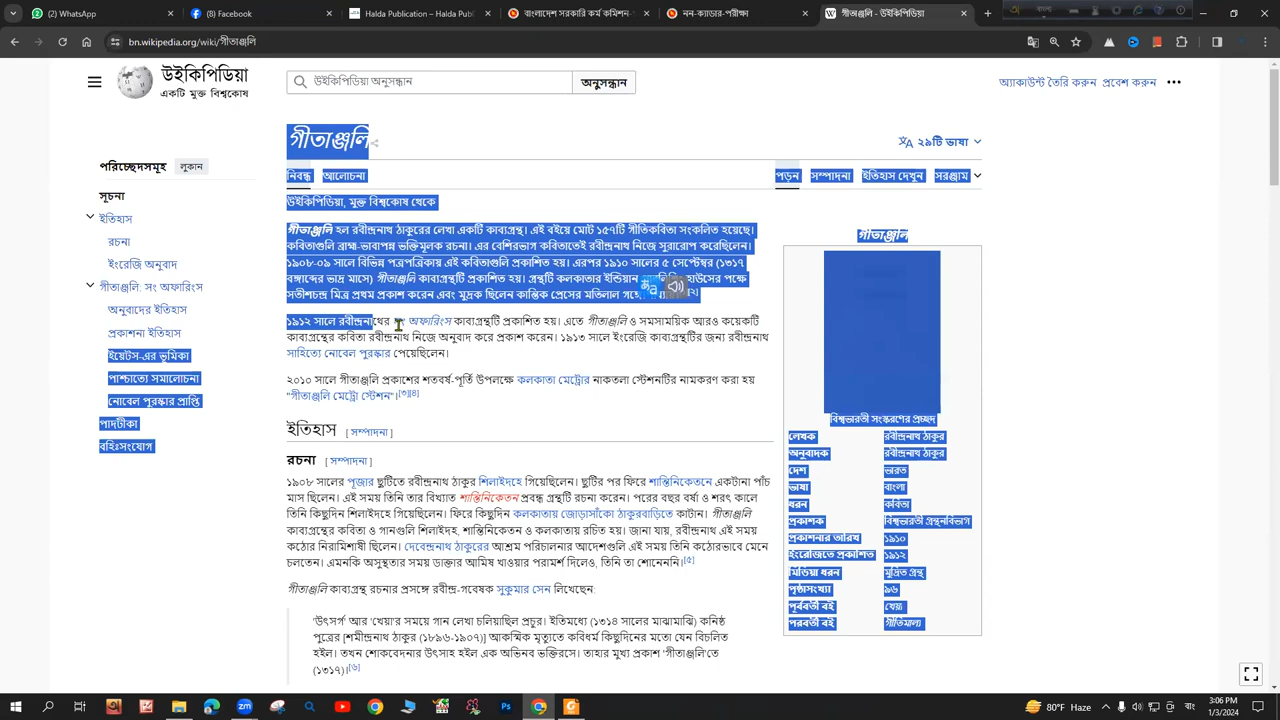 (2) WhatsApp
(8) Facebook
Halda Publication – Halda Publ
বাংলাদেশ সরকারি কর্ম কমিশন
নন-ক্যাডার-পরীক্ষা
গীতাঞ্জলি - উইকিপিডিয়া
bn.wikipedia.org/wiki/গীতাঞ্জলি
উইকিপিডিয়া
একটি মুক্ত বিশ্বকোষ
উইকিপিডিয়া অনুসন্ধান
অনুসন্ধান
অ্যাকাউন্ট তৈরি করুন প্রবেশ করুন
গীতাঞ্জলি
২৯টি ভাষা
পরিচ্ছেদসমূহ লুকান
নিবন্ধ আলোচনা
পড়ুন সম্পাদনা ইতিহাস দেখুন সরঞ্জাম
সূচনা
ইতিহাস
রচনা
ইংরেজি অনুবাদ
গীতাঞ্জলি: সং অফারিংস
অনুবাদের ইতিহাস
প্রকাশনা ইতিহাস
ইয়েটস-এর ভূমিকা
পাশ্চাত্যে সমালোচনা
নোবেল পুরস্কার প্রাপ্তি
পাদটীকা
বহিঃসংযোগ
উইকিপিডিয়া, মুক্ত বিশ্বকোষ থেকে
গীতাঞ্জলি হল রবীন্দ্রনাথ ঠাকুরের লেখা একটি কাব্যগ্রন্থ। এই বইয়ে মোট ১৫৭টি গীতিকবিতা সংকলিত হয়েছে।
কবিতাগুলি ব্রাহ্ম-ভাবাপন্ন ভক্তিমূলক রচনা। এর বেশিরভাগ কবিতাতেই রবীন্দ্রনাথ নিজে সুরারোপ করেছিলেন।
১৯০৮-০৯ সালে বিভিন্ন পত্রপত্রিকায় এই কবিতাগুলি প্রকাশিত হয়। এরপর ১৯১০ সালের ৫ সেপ্টেম্বর (১৩১৭
বঙ্গাব্দের ভাদ্র মাসে) গীতাঞ্জলি কাব্যগ্রন্থটি প্রকাশিত হয়। গ্রন্থটি কলকাতার ইন্ডিয়ান হাউসের পক্ষে
সতীশচন্দ্র মিত্র প্রথম প্রকাশ করেন এবং মুদ্রক ছিলেন কান্তিক প্রেসের মতিলাল
১৯১২ সালে রবীন্দ্রনাথের অফারিংস কাব্যগ্রন্থটি প্রকাশিত হয়। এতে গীতাঞ্জলি ও সমসাময়িক আরও কয়েকটি
কাব্যগ্রন্থের কবিতা রবীন্দ্রনাথ নিজে অনুবাদ করে প্রকাশ করেন। ১৯১৩ সালে ইংরেজি কাব্যগ্রন্থটির জন্য রবীন্দ্রনাথ
সাহিত্যে নোবেল পুরস্কার পেয়েছিলেন।
২০১০ সালে গীতাঞ্জলি প্রকাশের শতবর্ষ-পূর্তি উপলক্ষে কলকাতা মেট্রোর নাকতলা স্টেশনটির নামকরণ করা হয়
"গীতাঞ্জলি মেট্রো স্টেশন"।[৩][৪]
ইতিহাস [ সম্পাদনা ]
রচনা [ সম্পাদনা ]
১৯০৮ সালের পূজার ছুটিতে রবীন্দ্রনাথ ঠাকুর শিলাইদহে গিয়েছিলেন। ছুটির পর ফিরে শান্তিনিকেতনে একটানা পাঁচ
মাস ছিলেন। এই সময় তিনি তার বিখ্যাত শান্তিনিকেতন প্রবন্ধ গ্রন্থটি রচনা করেন। পরের বছর বর্ষা ও শরৎ কালে
তিনি কিছুদিন শিলাইদহে গিয়েছিলেন। ফিরে কিছুদিন কলকাতায় জোড়াসাঁকো ঠাকুরবাড়িতে কাটান। গীতাঞ্জলি
কাব্যগ্রন্থের কবিতা ও গানগুলি শিলাইদহ, শান্তিনিকেতন ও কলকাতায় রচিত হয়। জানা যায়, রবীন্দ্রনাথ এই সময়
কঠোর নিরামিশাষী ছিলেন। দেবেন্দ্রনাথ ঠাকুরের আশ্রম পরিচালনার আদেশগুলি এই সময় তিনি কঠোরভাবে মেনে
চলতেন। এমনকি অসুস্থতার সময় ডাক্তার আমিষ খাওয়ার পরামর্শ দিলেও, তিনি তা শোনেননি।[৫]
গীতাঞ্জলি কাব্যগ্রন্থ রচনার প্রসঙ্গে রবীন্দ্র-গবেষক সুকুমার সেন লিখেছেন:
'উৎসর্গ' আর 'খেয়া'র সময়ে গান লেখা চলিয়াছিল প্রচুর। ইতিমধ্যে (১৩১৪ সালের মাঝামাঝি) কনিষ্ঠ
পুত্রের [শমীন্দ্রনাথ ঠাকুর (১৮৯৬-১৯০৭)] আকস্মিক মৃত্যুতে কবিধর্ম কিছুদিনের মতো যেন বিচলিত
হইল। তখন শোকবেদনার উৎসাহ হইল এক অভিনব ভক্তিরসে। তাহার মুখ্য প্রকাশ 'গীতাঞ্জলি'তে
(১৩১৭)।[৬]
গীতাঞ্জলি
বিশ্বভারতী সংস্করণের প্রচ্ছদ
লেখক রবীন্দ্রনাথ ঠাকুর
অনুবাদক রবীন্দ্রনাথ ঠাকুর
দেশ ভারত
ভাষা বাংলা
ধরন কবিতা
প্রকাশক বিশ্বভারতী গ্রন্থনবিভাগ
প্রকাশনার তারিখ ১৯১০
ইংরেজিতে প্রকাশিত ১৯১২
মিডিয়া ধরন মুদ্রিত গ্রন্থ
পৃষ্ঠাসংখ্যা ৯৬
পূর্ববর্তী বই খেয়া
পরবর্তী বই গীতিমাল্য
80°F Haze
3:06 PM
1/3/2024